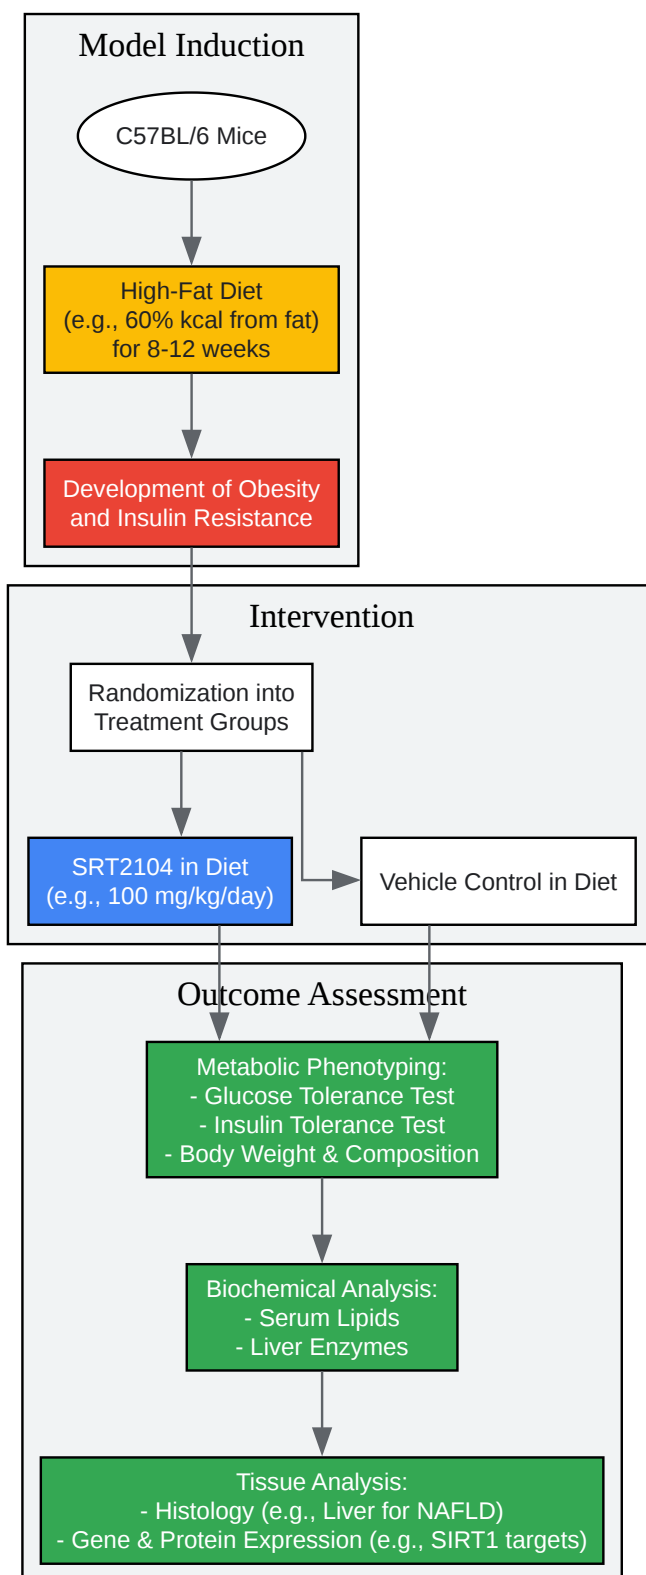 Model Induction
C57BL/6 Mice
High-Fat Diet
(e.g., 60% kcal from fat)
for 8-12 weeks
Development of Obesity
and Insulin Resistance
Intervention
Randomization into
Treatment Groups
SRT2104 in Diet
(e.g., 100 mg/kg/day)
Vehicle Control in Diet
Outcome Assessment
Metabolic Phenotyping:
- Glucose Tolerance Test
- Insulin Tolerance Test
- Body Weight & Composition
Biochemical Analysis:
- Serum Lipids
- Liver Enzymes
Tissue Analysis:
- Histology (e.g., Liver for NAFLD)
- Gene & Protein Expression (e.g., SIRT1 targets)